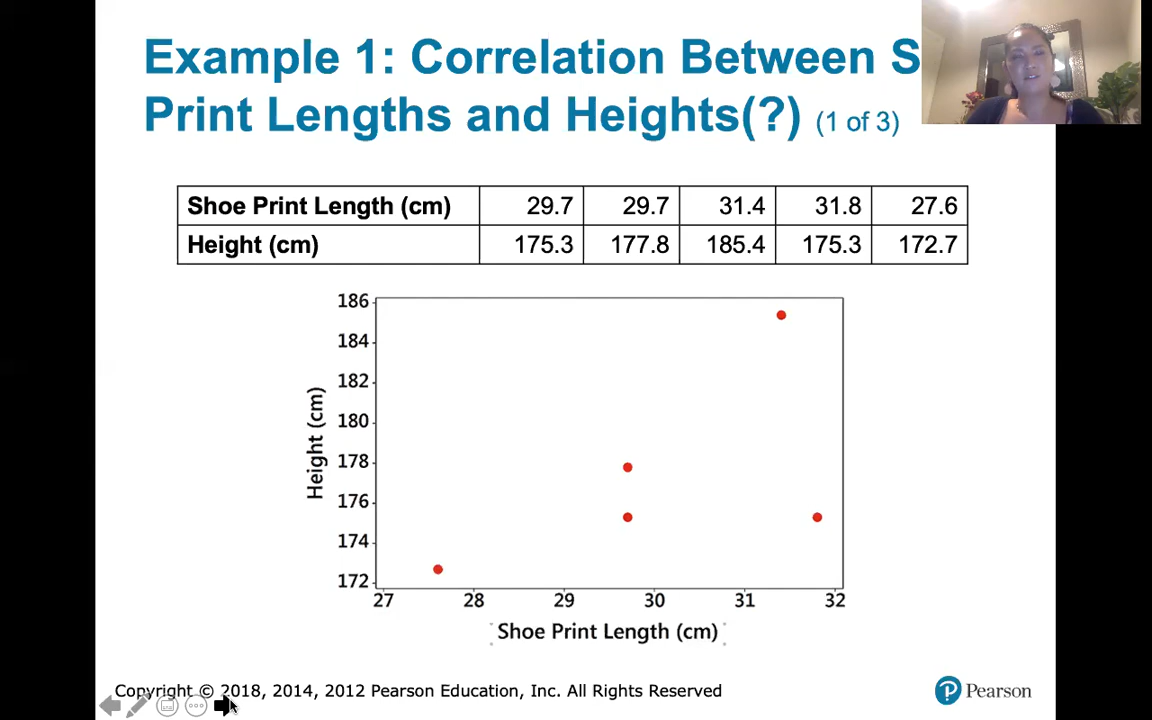 Example 1: Correlation Between S
Print Lengths and Heights(?) (1 of 3)
Shoe Print Length (cm) 29.7 29.7 31.4 31.8 27.6
Height (cm) 175.3 177.8 185.4 175.3 172.7
186
184
182
180
178
176
174
172
Height (cm)
27 28 29 30 31 32
Shoe Print Length (cm)
Copyright © 2018, 2014, 2012 Pearson Education, Inc. All Rights Reserved
Pearson